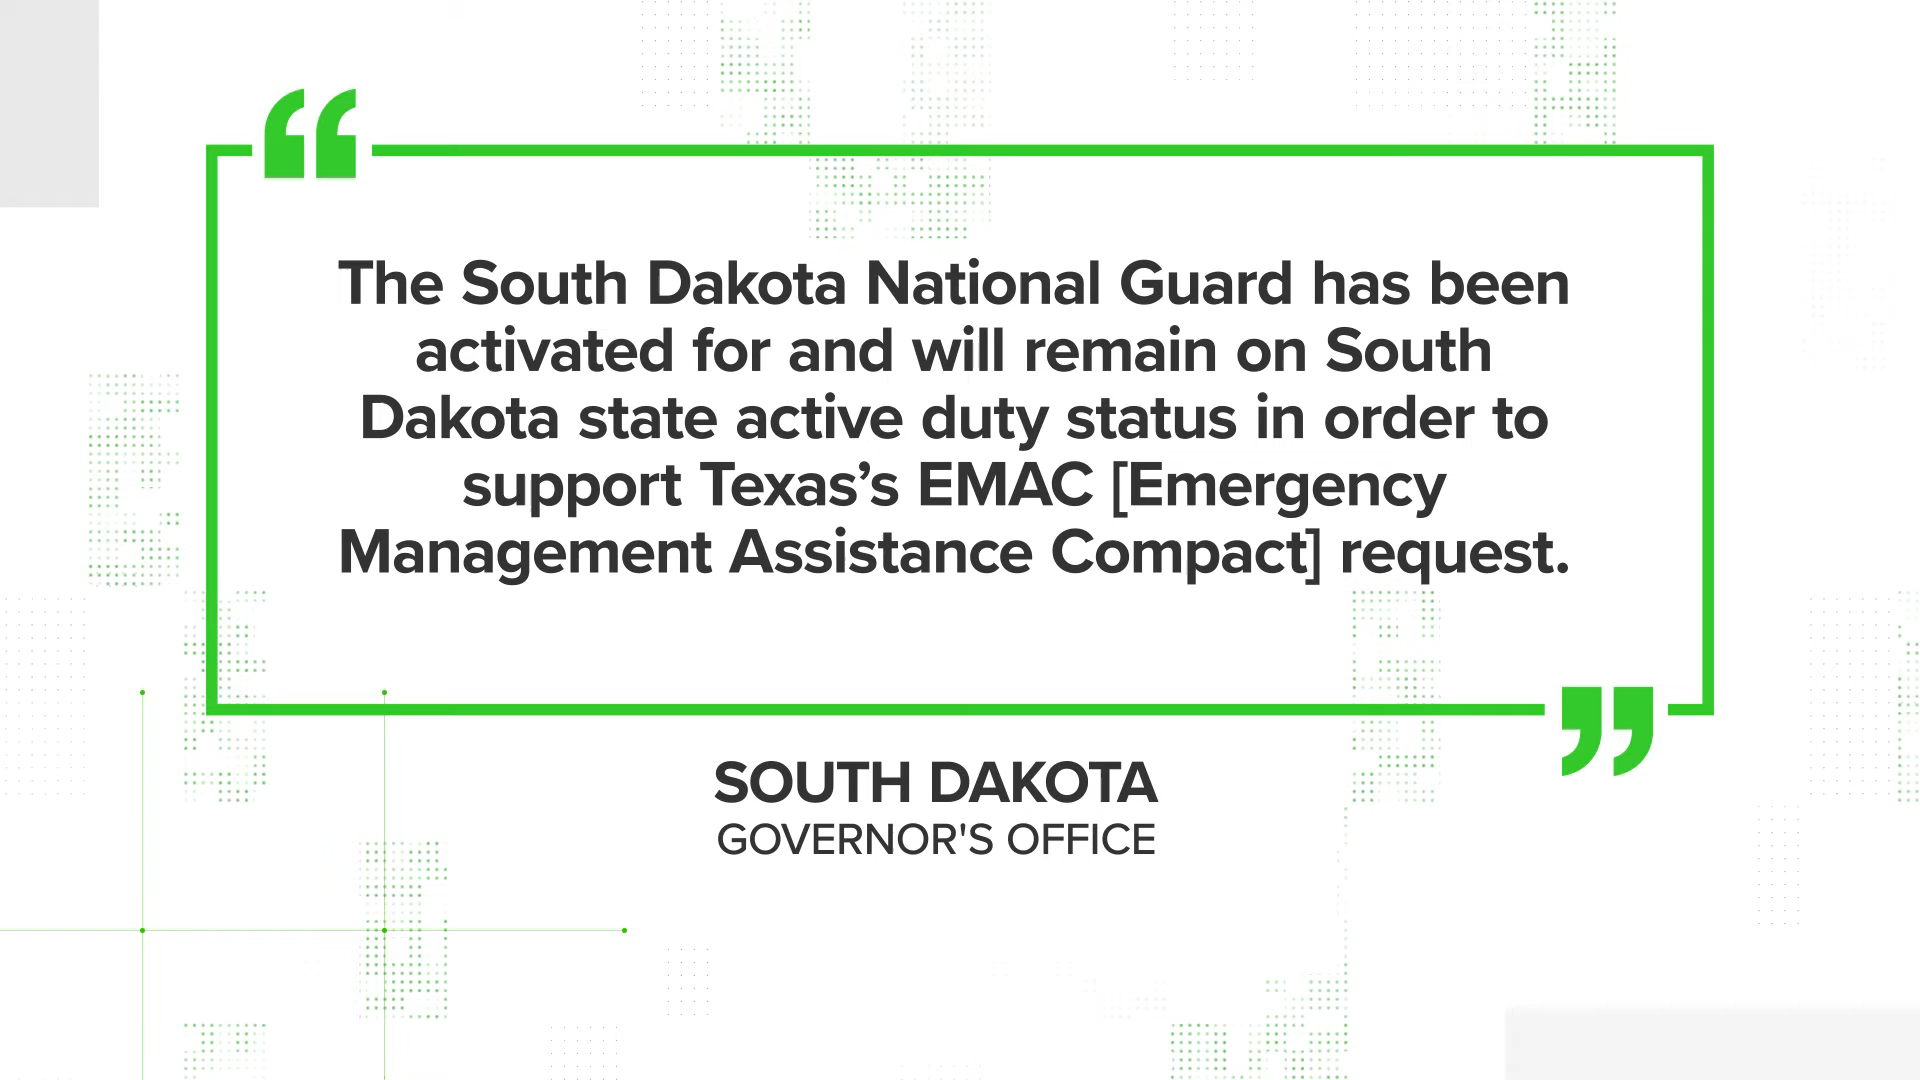 “
The South Dakota National Guard has been
activated for and will remain on South
Dakota state active duty status in order to
support Texas’s EMAC [Emergency
Management Assistance Compact] request.
”
SOUTH DAKOTA
GOVERNOR'S OFFICE